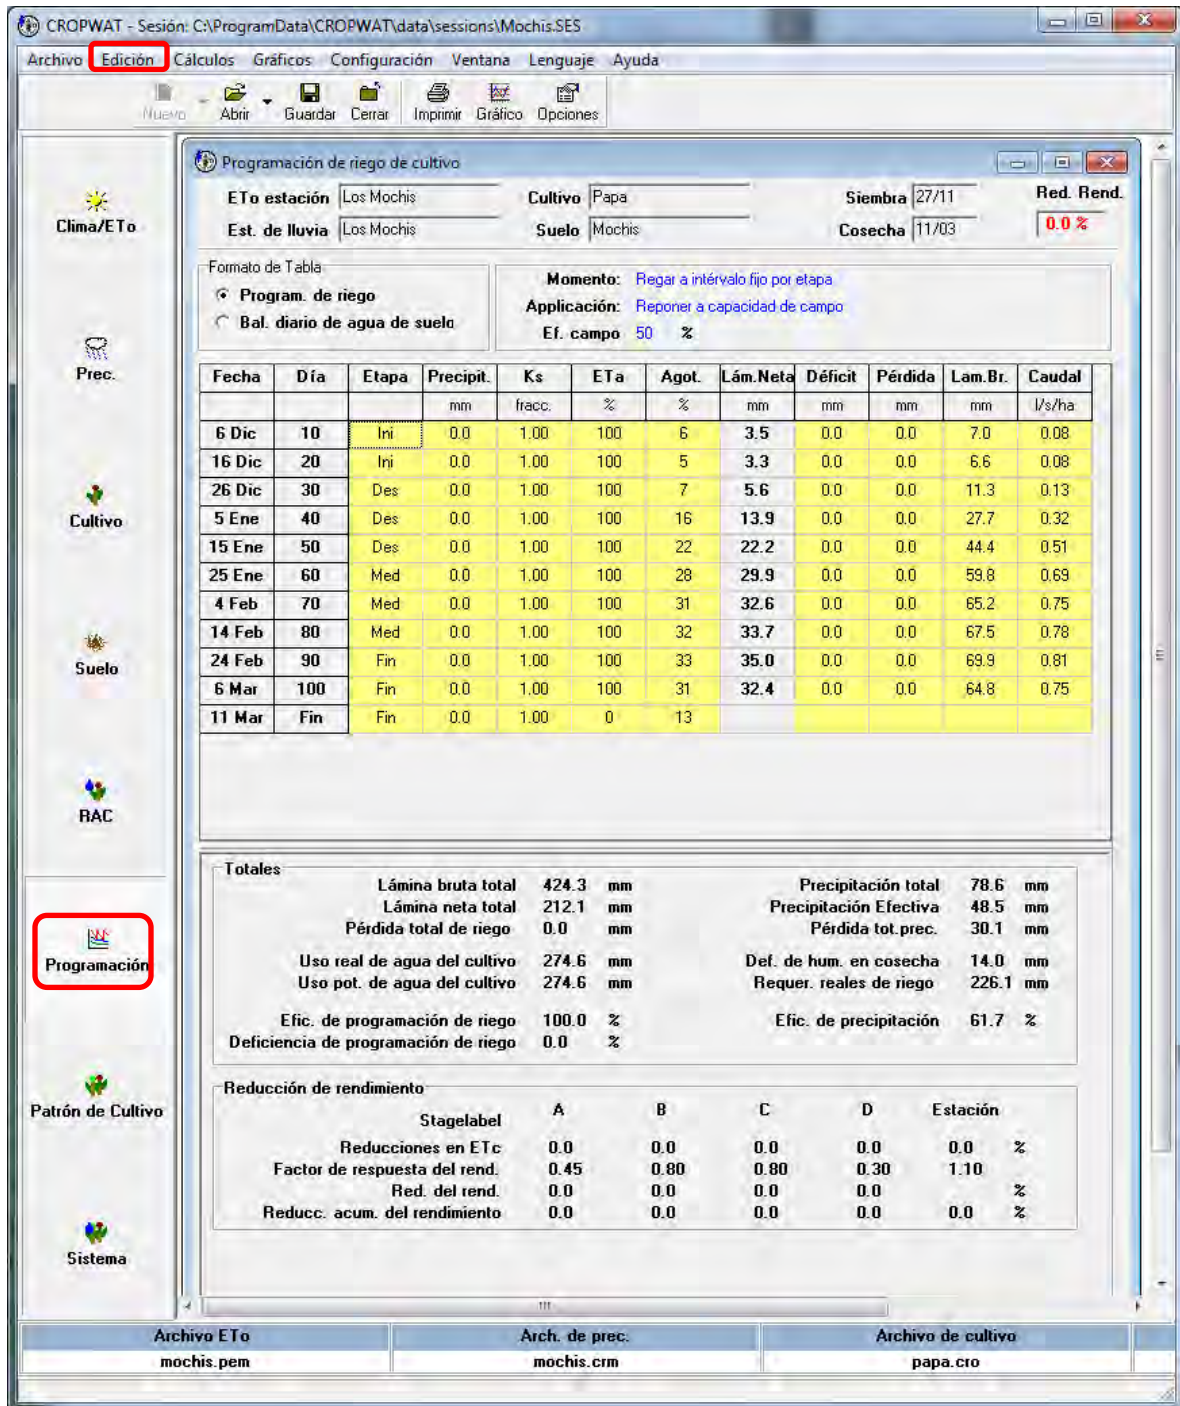 CROPWAT - Sesión: C:\ProgramData\CROPWAT\data\sessions\Mochis.SES
Archivo Edición Cálculos Gráficos Configuración Ventana Lenguaje Ayuda
Nuevo Abrir Guardar Cerrar Imprimir Gráfico Opciones
Programación de riego de cultivo
ETo estación Los Mochis Cultivo Papa Siembra 27/11 Red. Rend.
Est. de lluvia Los Mochis Suelo Mochis Cosecha 11/03 0.0 %
Formato de Tabla
Program. de riego
Bal. diario de agua de suelo
Momento: Regar a intérvalo fijo por etapa
Applicación: Reponer a capacidad de campo
Ef. campo 50 %
Fecha Día Etapa Precipit. Ks ETa Agot. Lám.Neta Déficit Pérdida Lam.Br. Caudal
mm fracc. % % mm mm mm mm l/s/ha
6 Dic 10 Ini 0.0 1.00 100 6 3.5 0.0 0.0 7.0 0.08
16 Dic 20 Ini 0.0 1.00 100 5 3.3 0.0 0.0 6.6 0.08
26 Dic 30 Des 0.0 1.00 100 7 5.6 0.0 0.0 11.3 0.13
5 Ene 40 Des 0.0 1.00 100 16 13.9 0.0 0.0 27.7 0.32
15 Ene 50 Des 0.0 1.00 100 22 22.2 0.0 0.0 44.4 0.51
25 Ene 60 Med 0.0 1.00 100 28 29.9 0.0 0.0 59.8 0.69
4 Feb 70 Med 0.0 1.00 100 31 32.6 0.0 0.0 65.2 0.75
14 Feb 80 Med 0.0 1.00 100 32 33.7 0.0 0.0 67.5 0.78
24 Feb 90 Fin 0.0 1.00 100 33 35.0 0.0 0.0 69.9 0.81
6 Mar 100 Fin 0.0 1.00 100 31 32.4 0.0 0.0 64.8 0.75
11 Mar Fin Fin 0.0 1.00 0 13
Totales
Lámina bruta total 424.3 mm Precipitación total 78.6 mm
Lámina neta total 212.1 mm Precipitación Efectiva 48.5 mm
Pérdida total de riego 0.0 mm Pérdida tot.prec. 30.1 mm
Uso real de agua del cultivo 274.6 mm Def. de hum. en cosecha 14.0 mm
Uso pot. de agua del cultivo 274.6 mm Requer. reales de riego 226.1 mm
Efic. de programación de riego 100.0 % Efic. de precipitación 61.7 %
Deficiencia de programación de riego 0.0 %
Reducción de rendimiento
Stagelabel A B C D Estación
Reducciones en ETc 0.0 0.0 0.0 0.0 0.0 %
Factor de respuesta del rend. 0.45 0.80 0.80 0.30 1.10
Red. del rend. 0.0 0.0 0.0 0.0 %
Reducc. acum. del rendimiento 0.0 0.0 0.0 0.0 0.0 %
Clima/ETo
Prec.
Cultivo
Suelo
RAC
Programación
Patrón de Cultivo
Sistema
Archivo ETo Arch. de prec. Archivo de cultivo
mochis.pem mochis.crm papa.cro